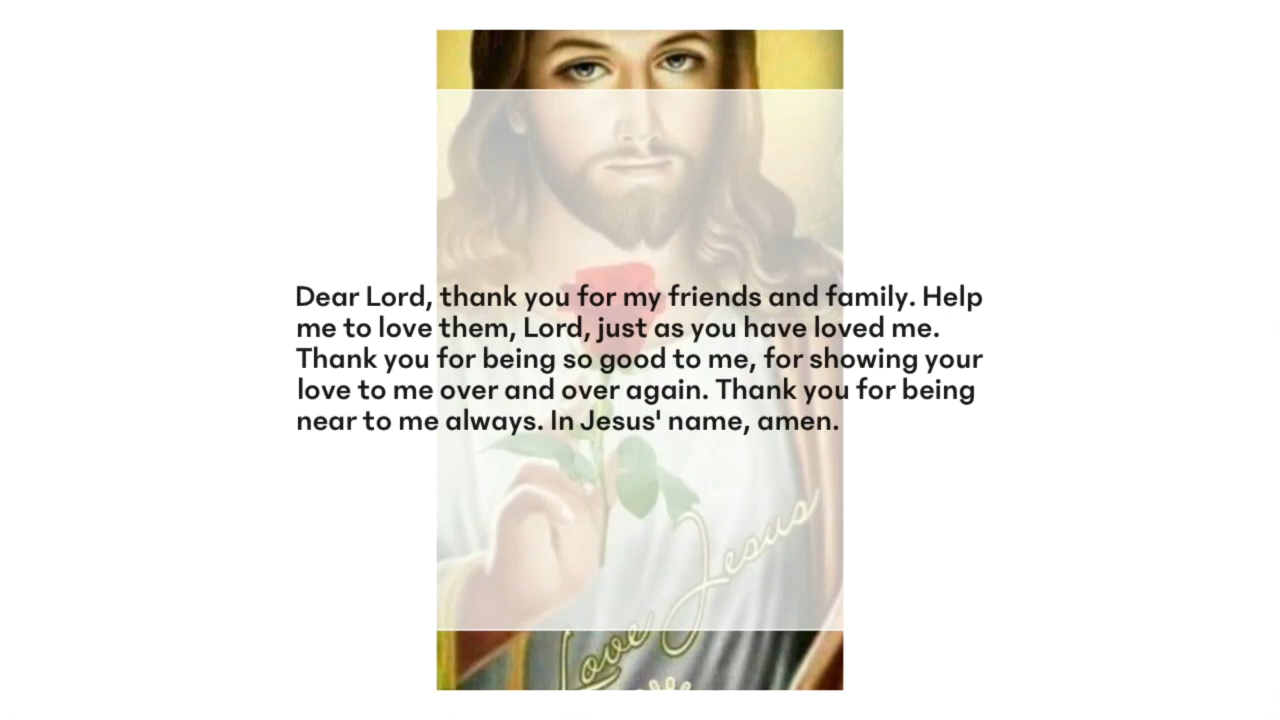 Dear Lord, thank you for my friends and family. Help
me to love them, Lord, just as you have loved me.
Thank you for being so good to me, for showing your
love to me over and over again. Thank you for being
near to me always. In Jesus' name, amen.
Love Jesus